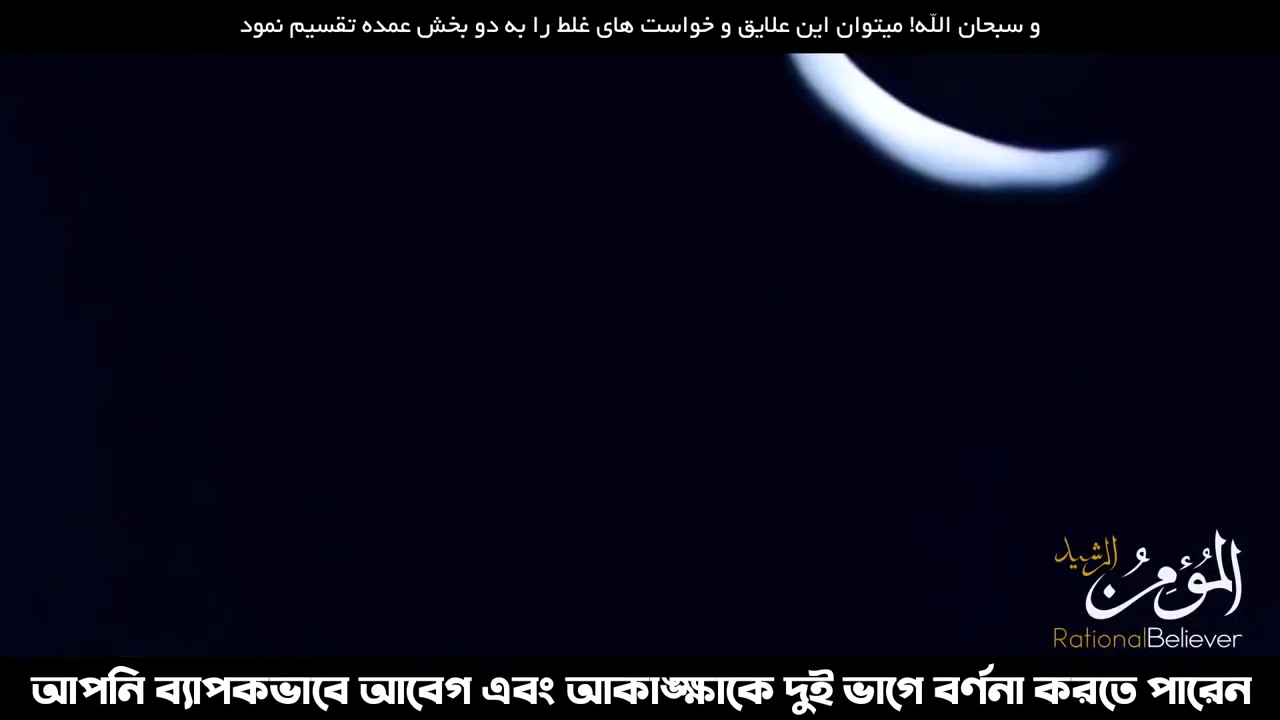 و سبحان الله! میتوان این علایق و خواست های غلط را به دو بخش عمده تقسیم نمود
المؤمن الرشيد
RationalBeliever
আপনি ব্যাপকভাবে আবেগ এবং আকাঙ্ক্ষাকে দুই ভাগে বর্ণনা করতে পারেন